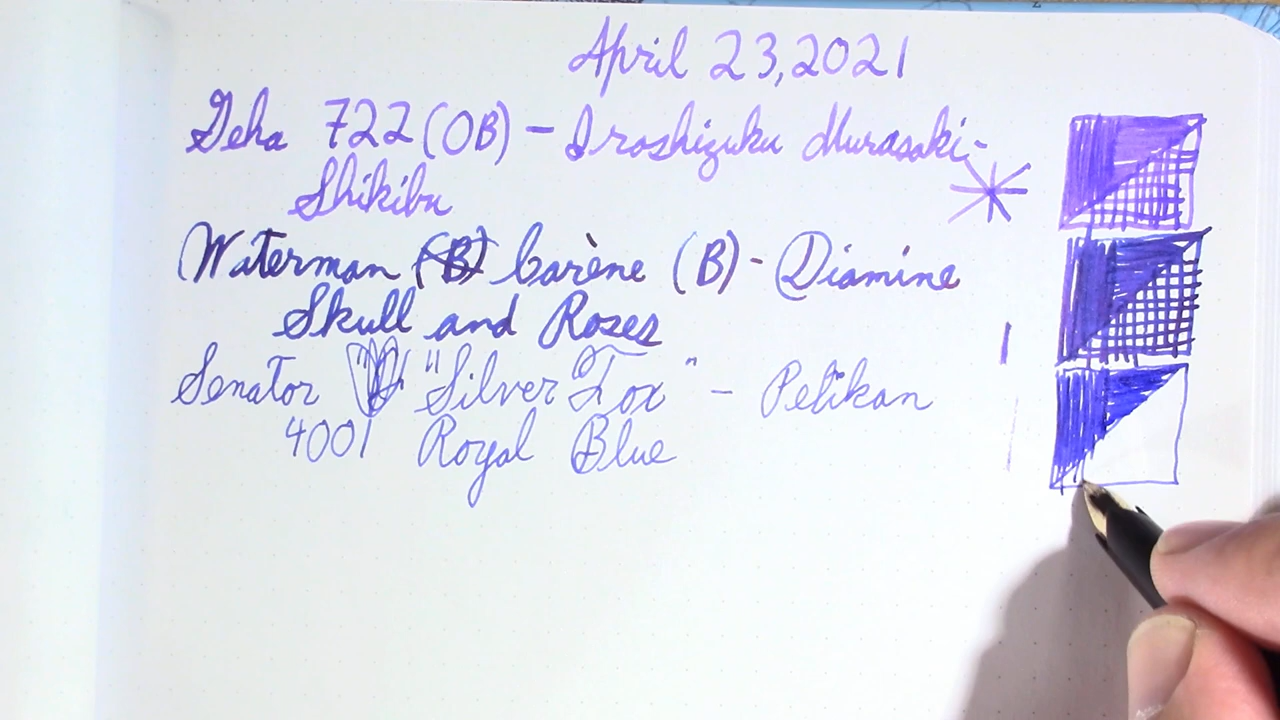 April 23, 2021
Geha 722 (OB) - Iroshizuku Murasaki-
Shikibu
Waterman (B) Carène (B) - Diamine
Skull and Roses
Senator "Silver Fox" - Pelikan
4001 Royal Blue